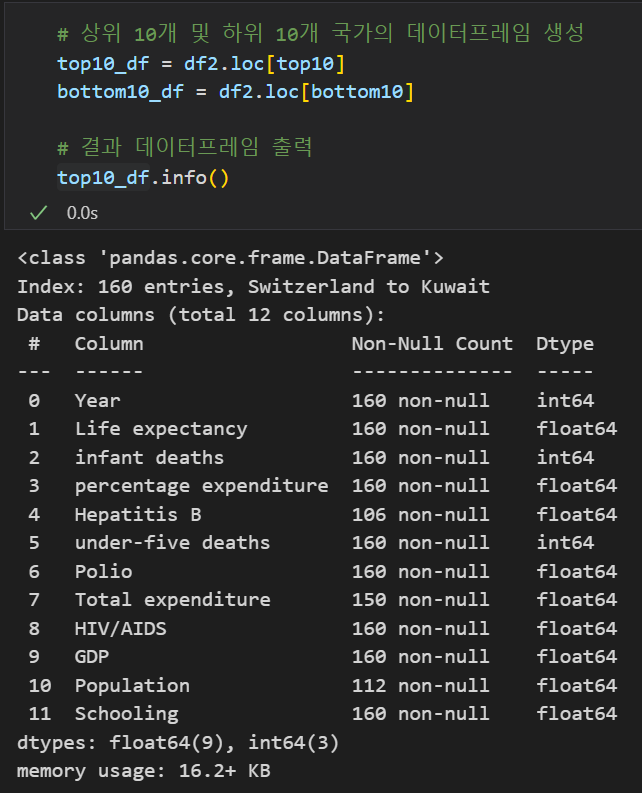 # 상위 10개 및 하위 10개 국가의 데이터프레임 생성
top10_df = df2.loc[top10]
bottom10_df = df2.loc[bottom10]
# 결과 데이터프레임 출력
top10_df.info()
✓ 0.0s
<class 'pandas.core.frame.DataFrame'>
Index: 160 entries, Switzerland to Kuwait
Data columns (total 12 columns):
 #   Column                  Non-Null Count  Dtype
---  ------                  --------------  -----
 0   Year                    160 non-null    int64
 1   Life expectancy         160 non-null    float64
 2   infant deaths           160 non-null    int64
 3   percentage expenditure  160 non-null    float64
 4   Hepatitis B             106 non-null    float64
 5   under-five deaths       160 non-null    int64
 6   Polio                   160 non-null    float64
 7   Total expenditure       150 non-null    float64
 8   HIV/AIDS                160 non-null    float64
 9   GDP                     160 non-null    float64
 10  Population              112 non-null    float64
 11  Schooling               160 non-null    float64
dtypes: float64(9), int64(3)
memory usage: 16.2+ KB